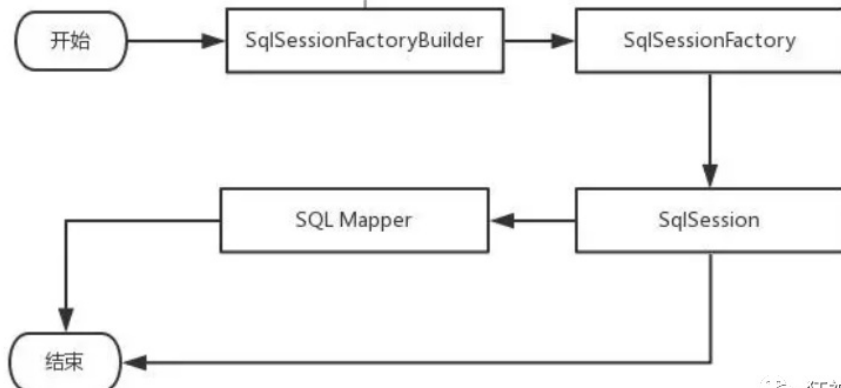 开始
SqlSessionFactoryBuilder
SqlSessionFactory
SQL Mapper
SqlSession
结束